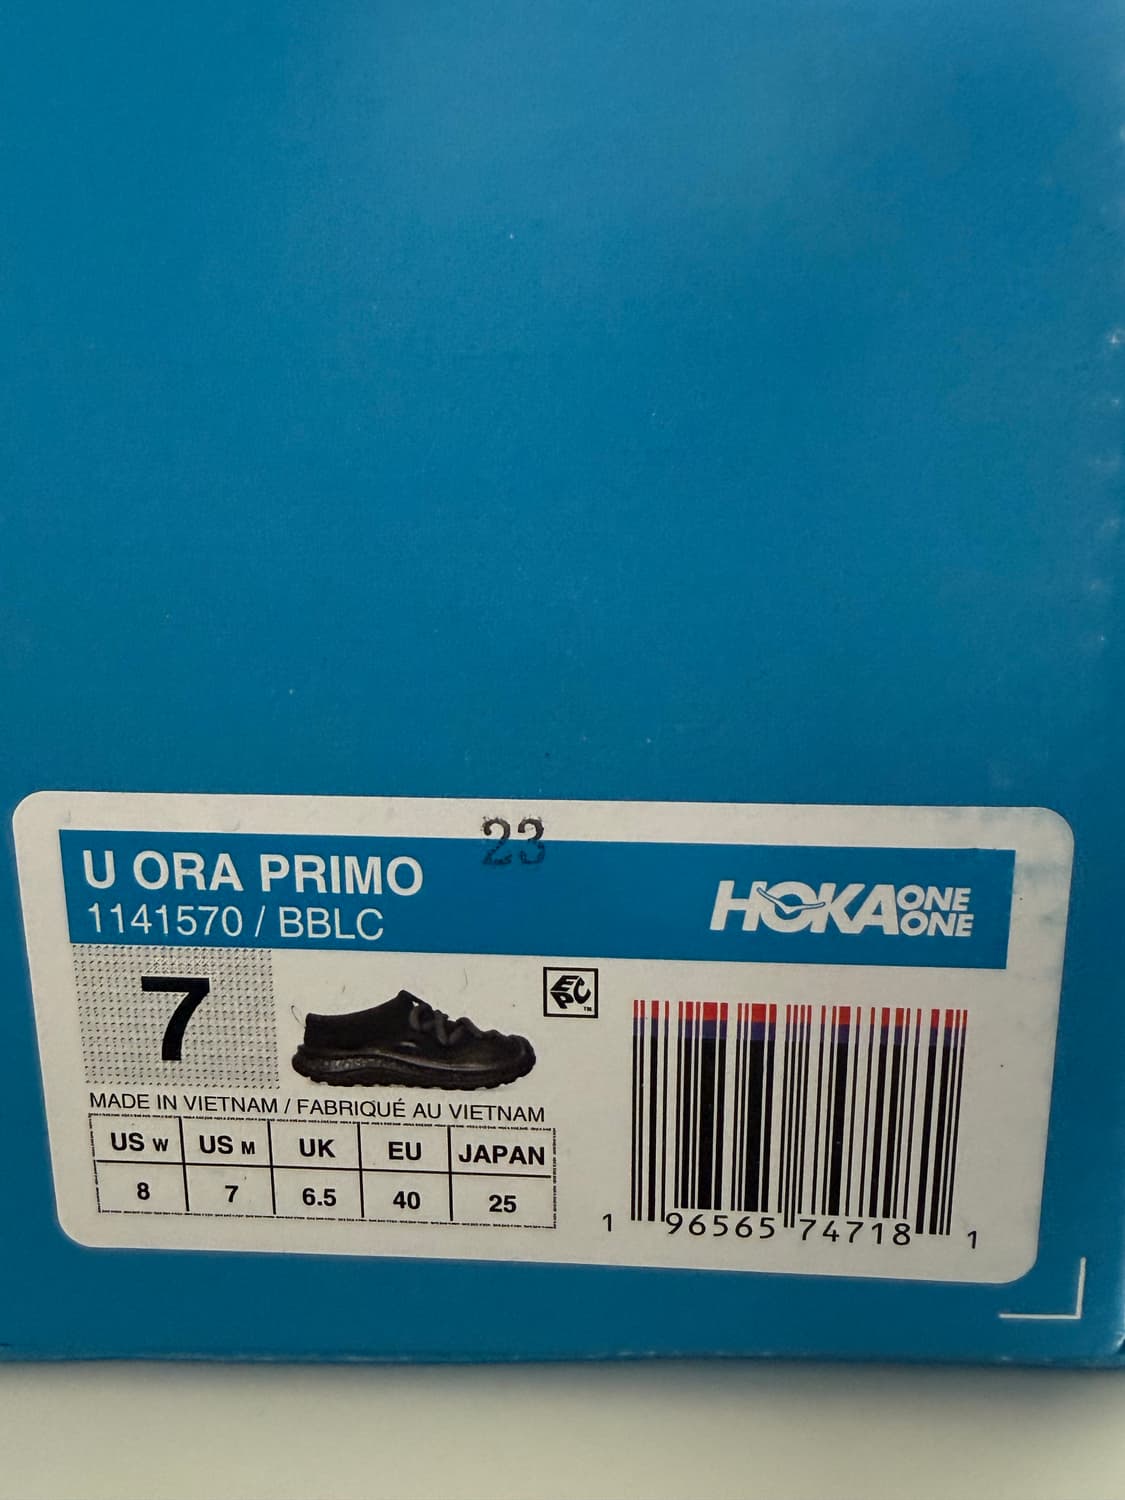 23
U ORA PRIMO
1141570 / BBLC
HOKA ONE ONE
7
EPC™
MADE IN VIETNAM / FABRIQUÉ AU VIETNAM
US W US M UK EU JAPAN
8 7 6.5 40 25
1 96565 74718 1